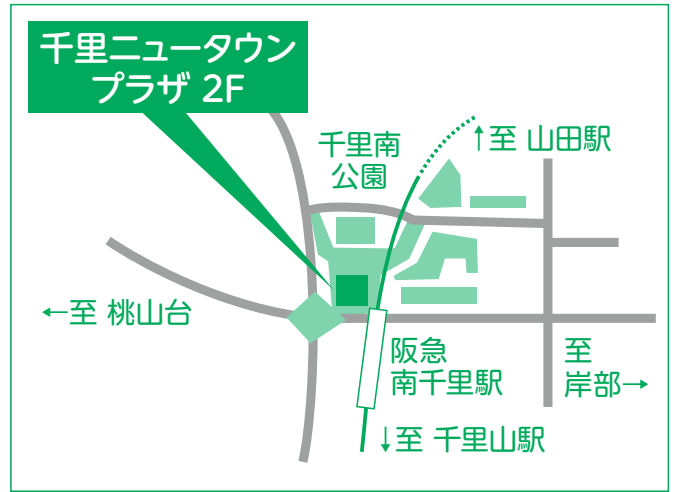 千里ニュータウン
プラザ 2F
千里南
公園
↑至 山田駅
←至 桃山台
阪急
南千里駅
至
岸部→
↓至 千里山駅